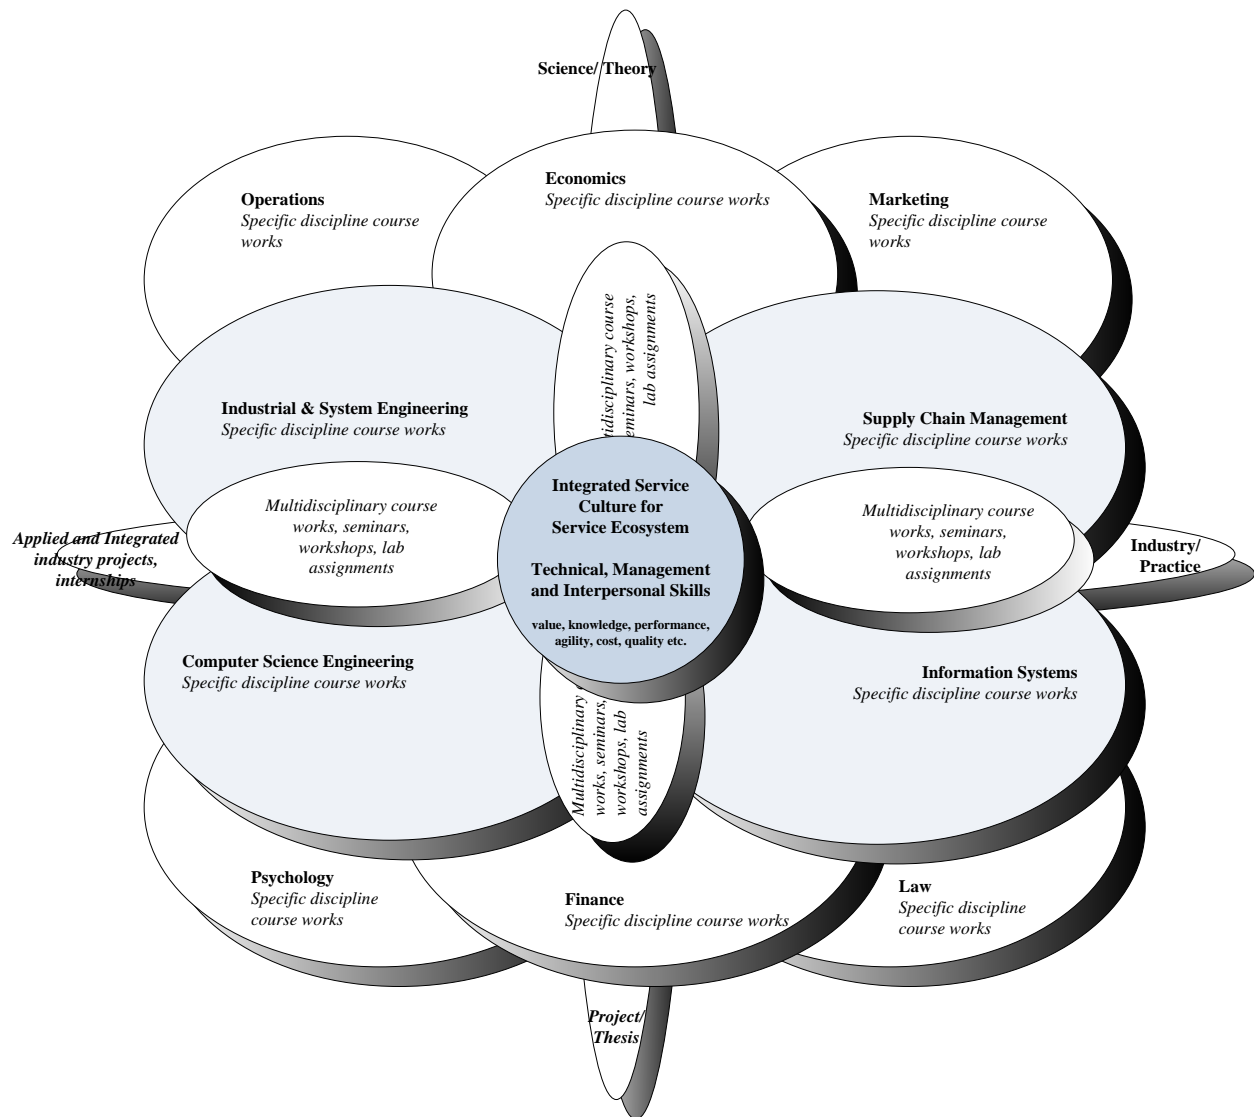 Science/ Theory
Operations
Specific discipline course
works
Economics
Specific discipline course works
Marketing
Specific discipline course
works
course
workshops,
lab assignments
Industrial & System Engineering
Specific discipline course works
Supply Chain Management
Specific discipline course works
Applied and Integrated
industry projects,
internships
Multidisciplinary course
works, seminars,
workshops, lab
assignments
Integrated Service
Culture for
Service Ecosystem
Technical, Management
and Interpersonal Skills
value, knowledge, performance,
agility, cost, quality etc.
Multidisciplinary course
works, seminars,
workshops, lab
assignments
Industry/
Practice
Computer Science Engineering
Specific discipline course works
Information Systems
Specific discipline course works
Multidisciplinary
works, seminars,
workshops, lab
assignments
Psychology
Specific discipline
course works
Finance
Specific discipline course works
Law
Specific discipline
course works
Project/
Thesis